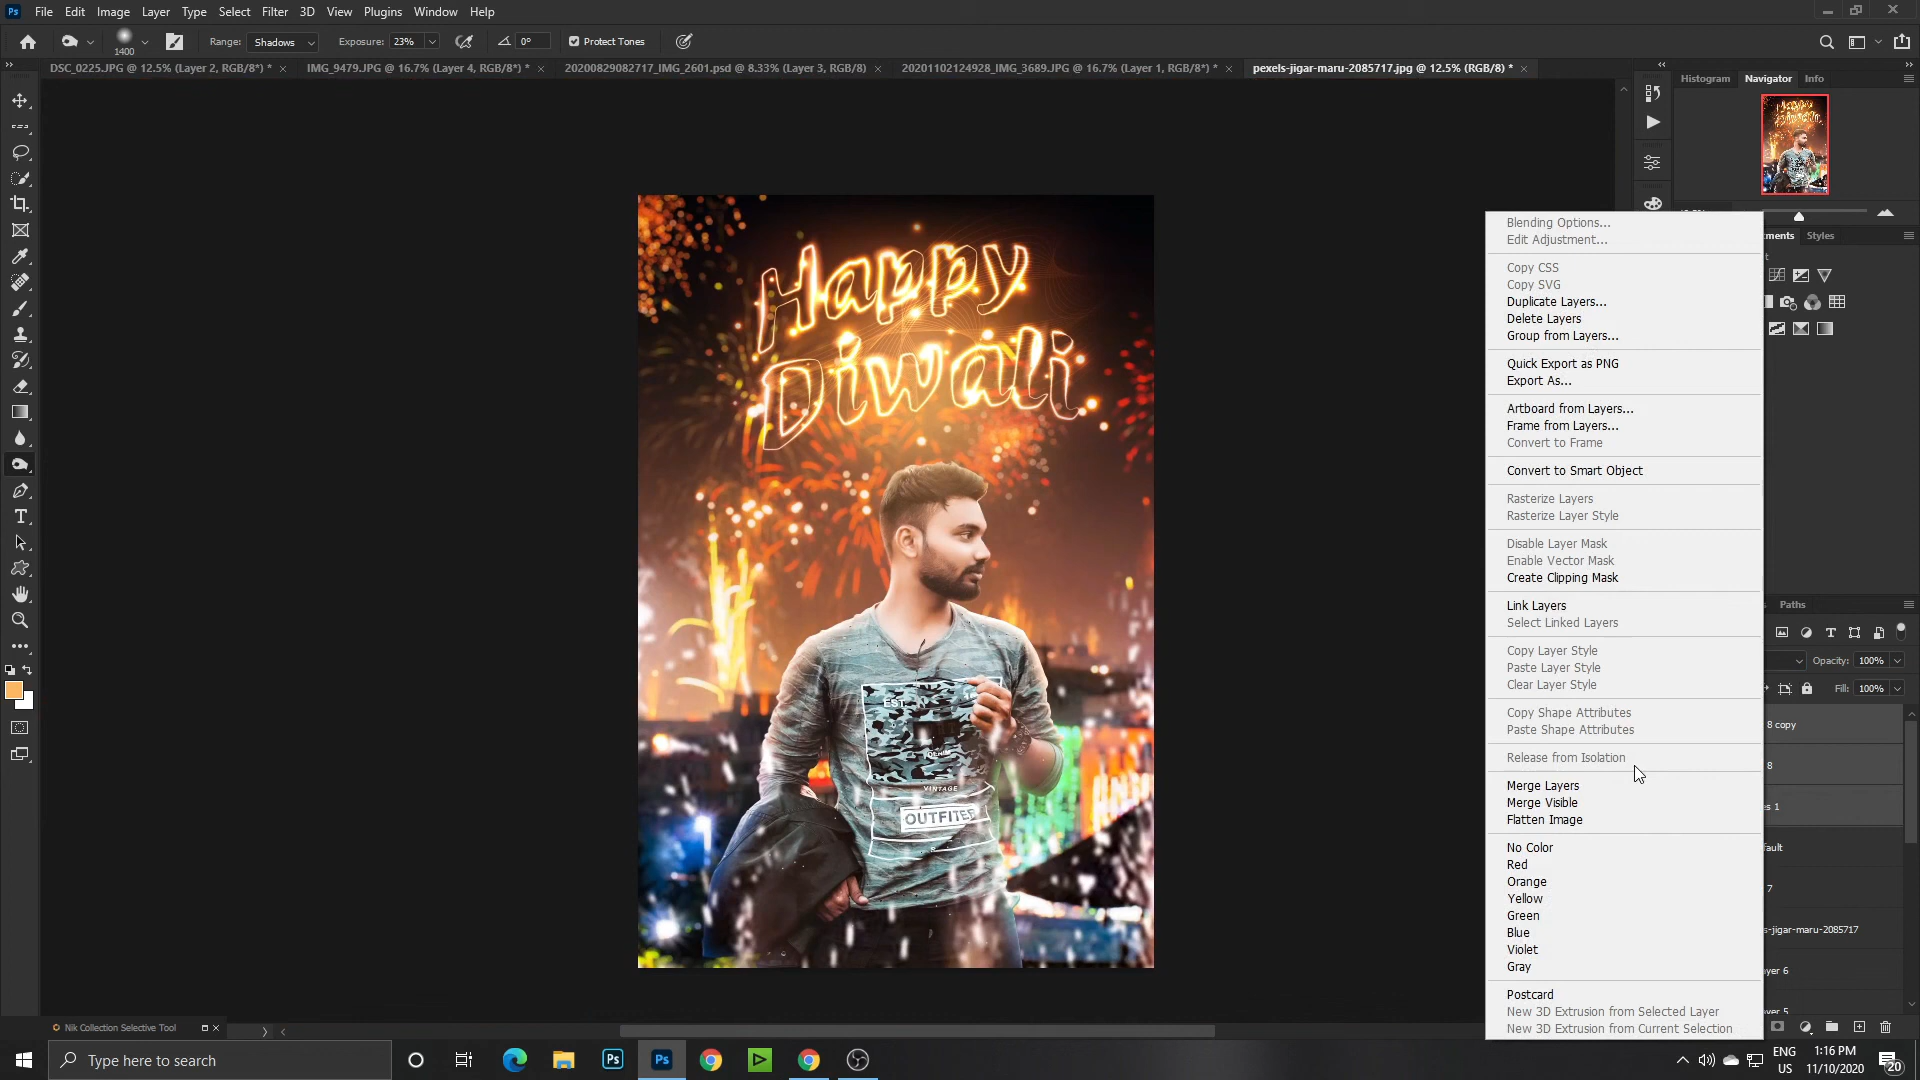 Ps File Edit Image Layer Type Select Filter 3D View Plugins Window Help
1400 Range: Shadows Exposure: 23% 0° Protect Tones
DSC_0225.JPG @ 12.5% (Layer 2, RGB/8*) * IMG_9479.JPG @ 16.7% (Layer 4, RGB/8*) * 20200829082717_IMG_2601.psd @ 8.33% (Layer 3, RGB/8) 20201102124928_IMG_3689.JPG @ 16.7% (Layer 1, RGB/8*) * pexels-jigar-maru-2085717.jpg @ 12.5% (RGB/8) *
Histogram Navigator Info
Styles
Happy
Diwali
EST.
DENIM
VINTAGE
OUTFITER
Blending Options...
Edit Adjustment...
Copy CSS
Copy SVG
Duplicate Layers...
Delete Layers
Group from Layers...
Quick Export as PNG
Export As...
Artboard from Layers...
Frame from Layers...
Convert to Frame
Convert to Smart Object
Rasterize Layers
Rasterize Layer Style
Disable Layer Mask
Enable Vector Mask
Create Clipping Mask
Link Layers
Select Linked Layers
Copy Layer Style
Paste Layer Style
Clear Layer Style
Copy Shape Attributes
Paste Shape Attributes
Release from Isolation
Merge Layers
Merge Visible
Flatten Image
No Color
Red
Orange
Yellow
Green
Blue
Violet
Gray
Postcard
New 3D Extrusion from Selected Layer
New 3D Extrusion from Current Selection
Paths
Opacity: 100%
Fill: 100%
8 copy
8
es 1
fault
7
s-jigar-maru-2085717
yer 6
yer 5
Nik Collection Selective Tool
Type here to search
Ps Ps
ENG
US
1:16 PM
11/10/2020
20